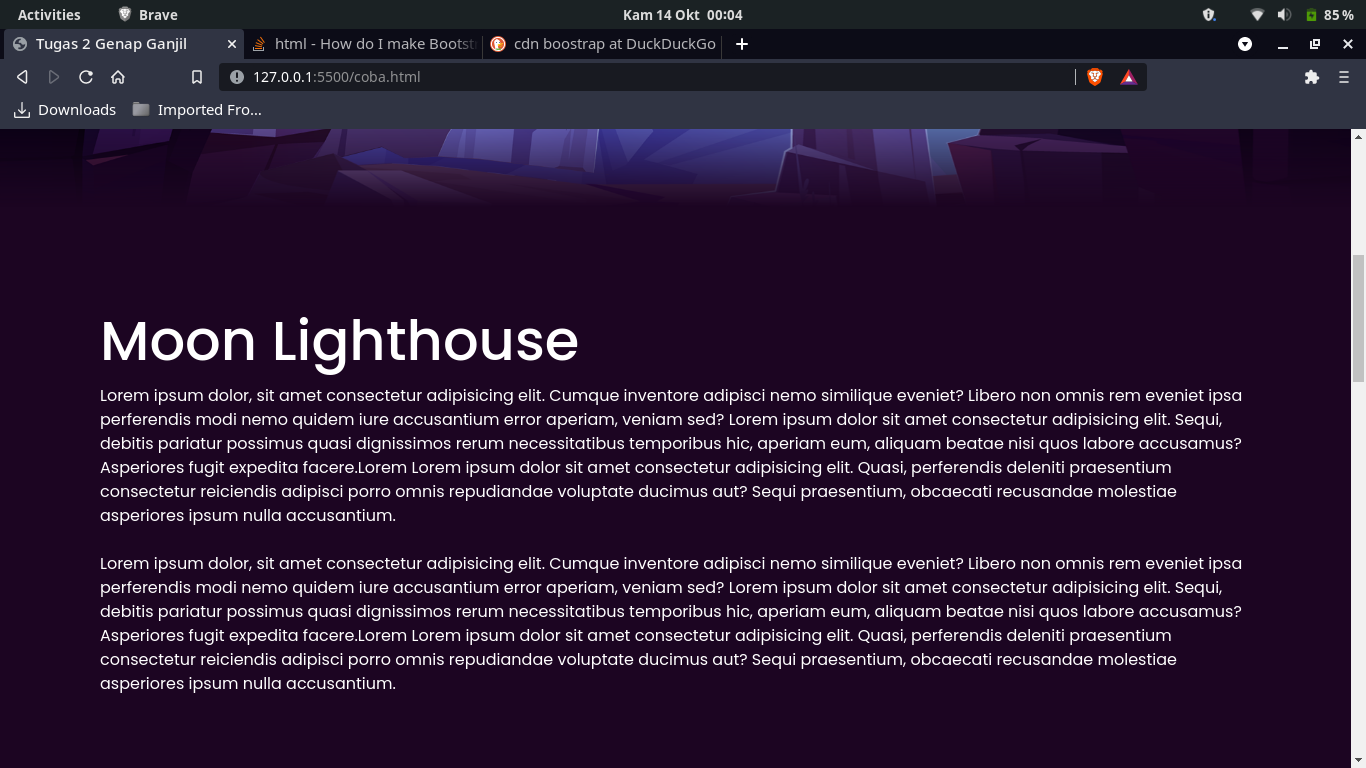 Activities Brave Kam 14 Okt 00:04 85 %
Tugas 2 Genap Ganjil html - How do I make Bootst cdn boostrap at DuckDuckGo
127.0.0.1:5500/coba.html
Downloads Imported Fro...
Moon Lighthouse
Lorem ipsum dolor, sit amet consectetur adipisicing elit. Cumque inventore adipisci nemo similique eveniet? Libero non omnis rem eveniet ipsa
perferendis modi nemo quidem iure accusantium error aperiam, veniam sed? Lorem ipsum dolor sit amet consectetur adipisicing elit. Sequi,
debitis pariatur possimus quasi dignissimos rerum necessitatibus temporibus hic, aperiam eum, aliquam beatae nisi quos labore accusamus?
Asperiores fugit expedita facere.Lorem Lorem ipsum dolor sit amet consectetur adipisicing elit. Quasi, perferendis deleniti praesentium
consectetur reiciendis adipisci porro omnis repudiandae voluptate ducimus aut? Sequi praesentium, obcaecati recusandae molestiae
asperiores ipsum nulla accusantium.
Lorem ipsum dolor, sit amet consectetur adipisicing elit. Cumque inventore adipisci nemo similique eveniet? Libero non omnis rem eveniet ipsa
perferendis modi nemo quidem iure accusantium error aperiam, veniam sed? Lorem ipsum dolor sit amet consectetur adipisicing elit. Sequi,
debitis pariatur possimus quasi dignissimos rerum necessitatibus temporibus hic, aperiam eum, aliquam beatae nisi quos labore accusamus?
Asperiores fugit expedita facere.Lorem Lorem ipsum dolor sit amet consectetur adipisicing elit. Quasi, perferendis deleniti praesentium
consectetur reiciendis adipisci porro omnis repudiandae voluptate ducimus aut? Sequi praesentium, obcaecati recusandae molestiae
asperiores ipsum nulla accusantium.